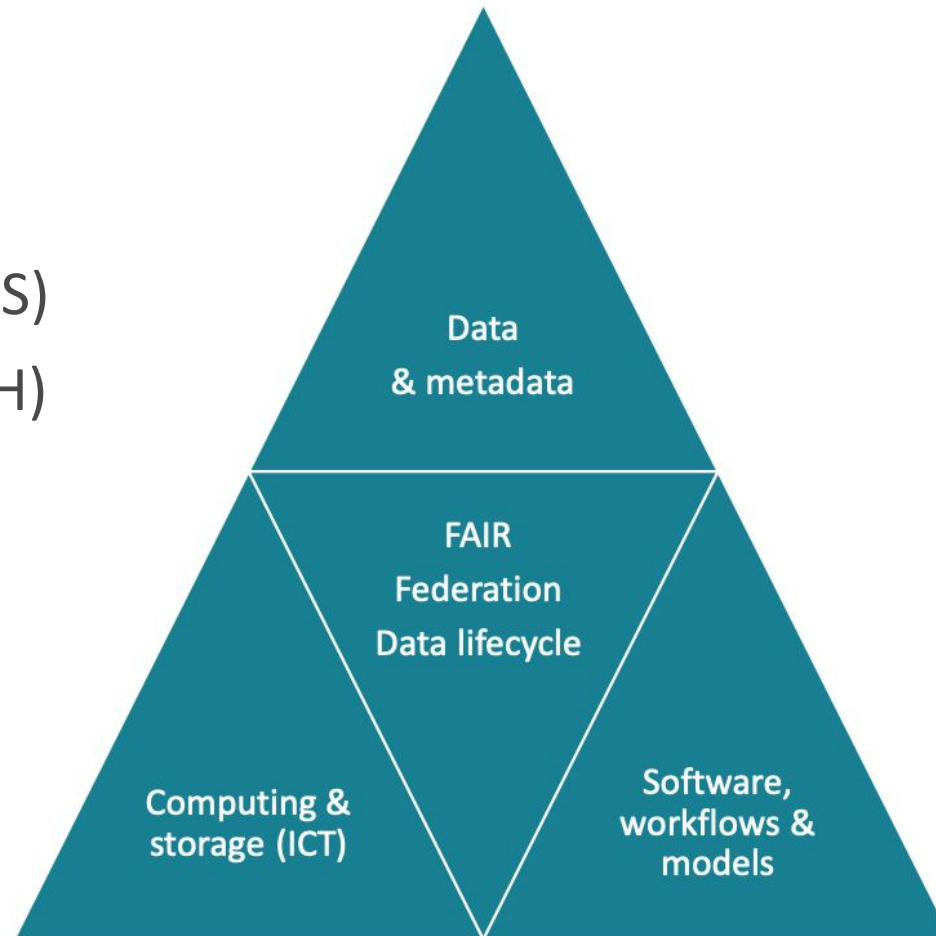 S)
H)
Data
& metadata
FAIR
Federation
Data lifecycle
Computing &
storage (ICT)
Software,
workflows &
models